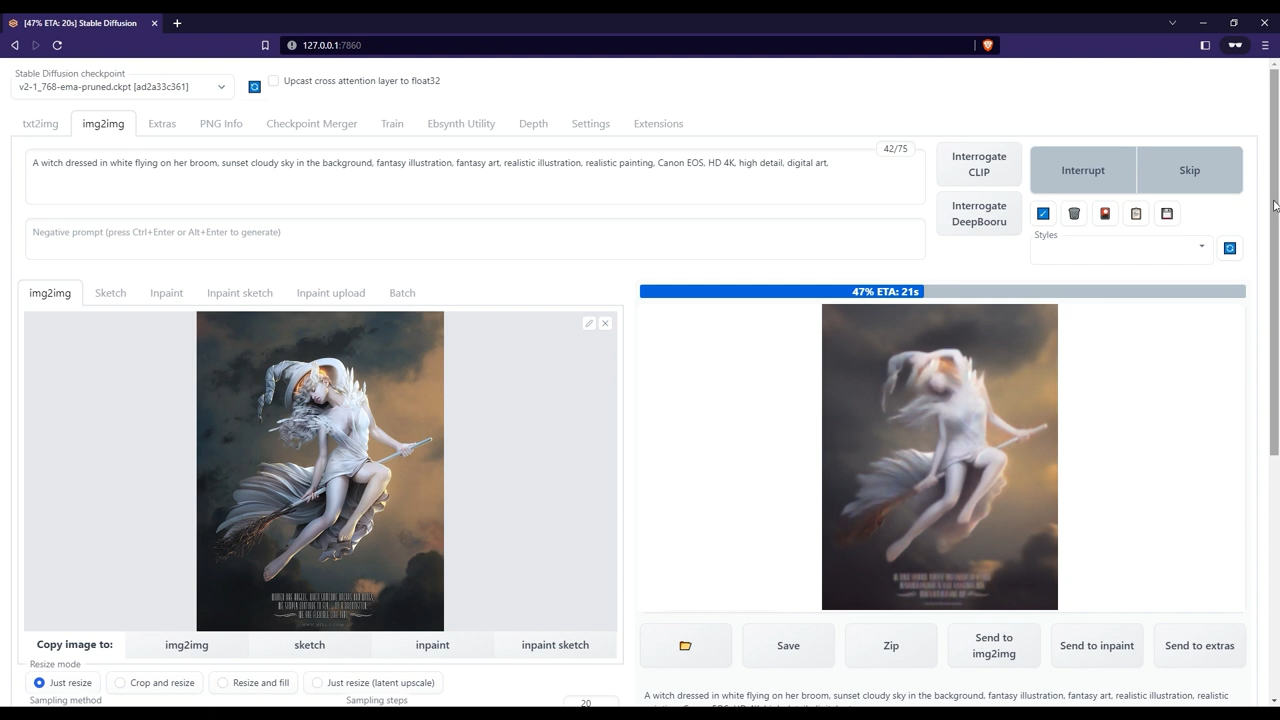 [47% ETA: 20s] Stable Diffusion
127.0.0.1:7860
Stable Diffusion checkpoint
v2-1_768-ema-pruned.ckpt [ad2a33c361]
Upcast cross attention layer to float32
txt2img img2img Extras PNG Info Checkpoint Merger Train Ebsynth Utility Depth Settings Extensions
A witch dressed in white flying on her broom, sunset cloudy sky in the background, fantasy illustration, fantasy art, realistic illustration, realistic painting, Canon EOS, HD 4K, high detail, digital art,
42/75
Interrogate
CLIP
Interrupt
Skip
Interrogate
DeepBooru
Negative prompt (press Ctrl+Enter or Alt+Enter to generate)
Styles
img2img Sketch Inpaint Inpaint sketch Inpaint upload Batch
47% ETA: 21s
Copy image to: img2img sketch inpaint inpaint sketch
Save
Zip
Send to
img2img
Send to inpaint
Send to extras
Resize mode
Just resize Crop and resize Resize and fill Just resize (latent upscale)
Sampling method
Sampling steps
20
A witch dressed in white flying on her broom, sunset cloudy sky in the background, fantasy illustration, fantasy art, realistic illustration, realistic